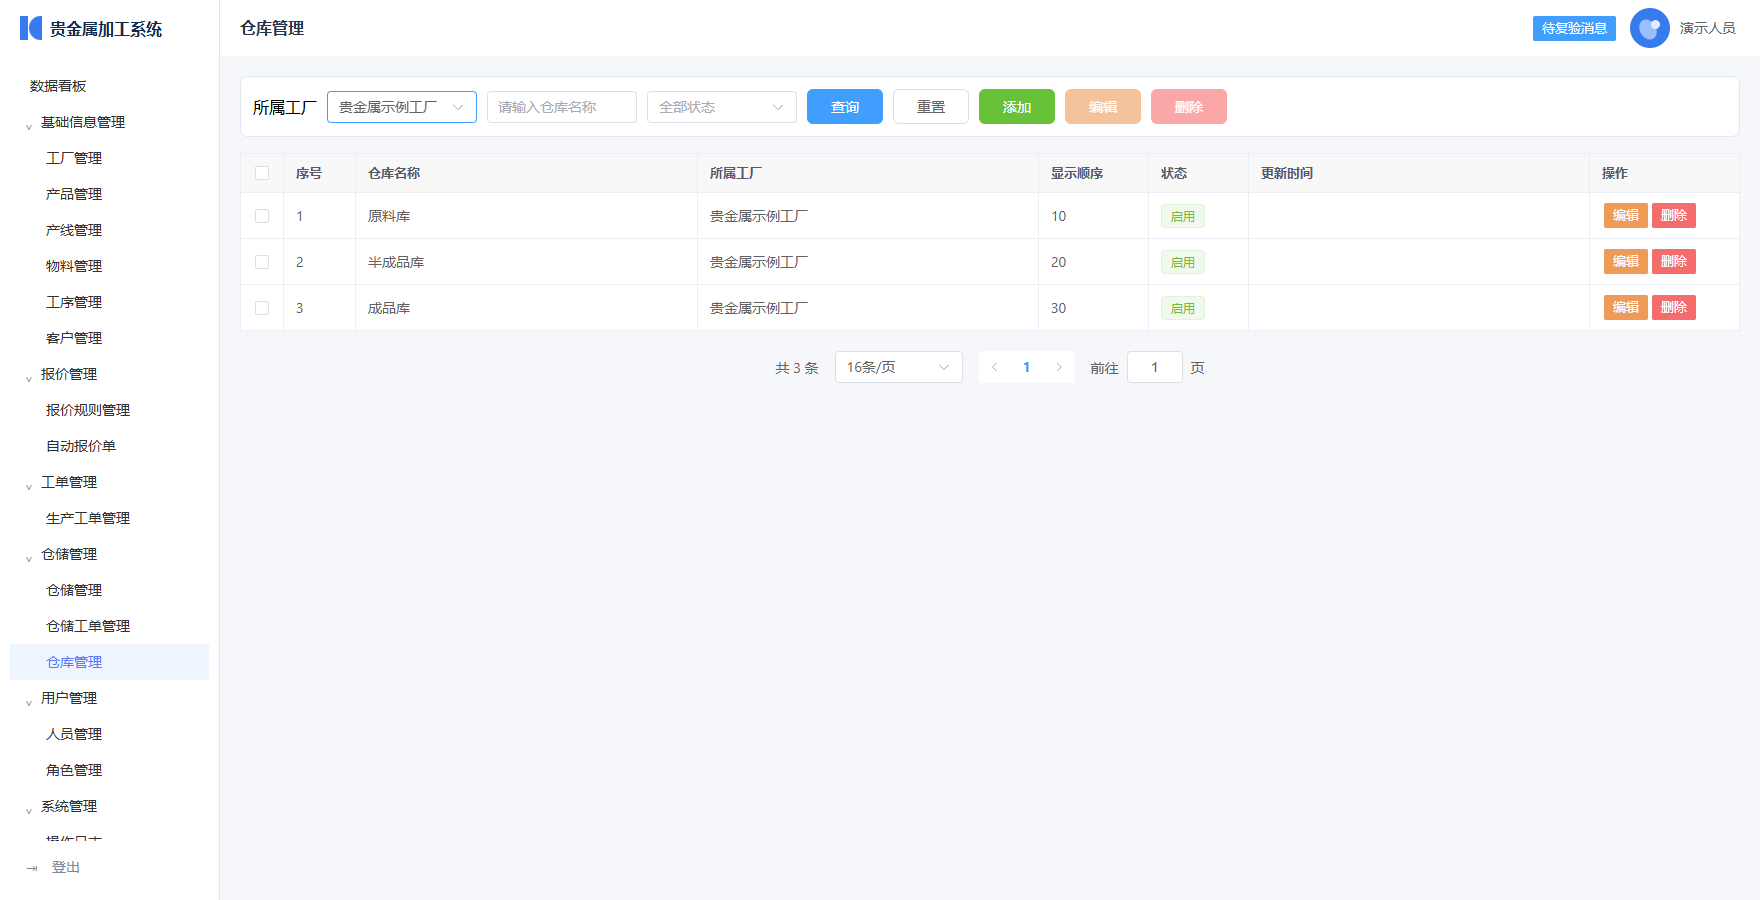 贵金属加工系统
仓库管理
待复验消息
演示人员
数据看板
基础信息管理
工厂管理
产品管理
产线管理
物料管理
工序管理
客户管理
报价管理
报价规则管理
自动报价单
工单管理
生产工单管理
仓储管理
仓储管理
仓储工单管理
仓库管理
用户管理
人员管理
角色管理
系统管理
操作日志
登出
所属工厂 贵金属示例工厂 请输入仓库名称 全部状态 查询 重置 添加 编辑 删除
序号 仓库名称 所属工厂 显示顺序 状态 更新时间 操作
1 原料库 贵金属示例工厂 10 启用 编辑 删除
2 半成品库 贵金属示例工厂 20 启用 编辑 删除
3 成品库 贵金属示例工厂 30 启用 编辑 删除
共 3 条 16条/页 1 前往 1 页